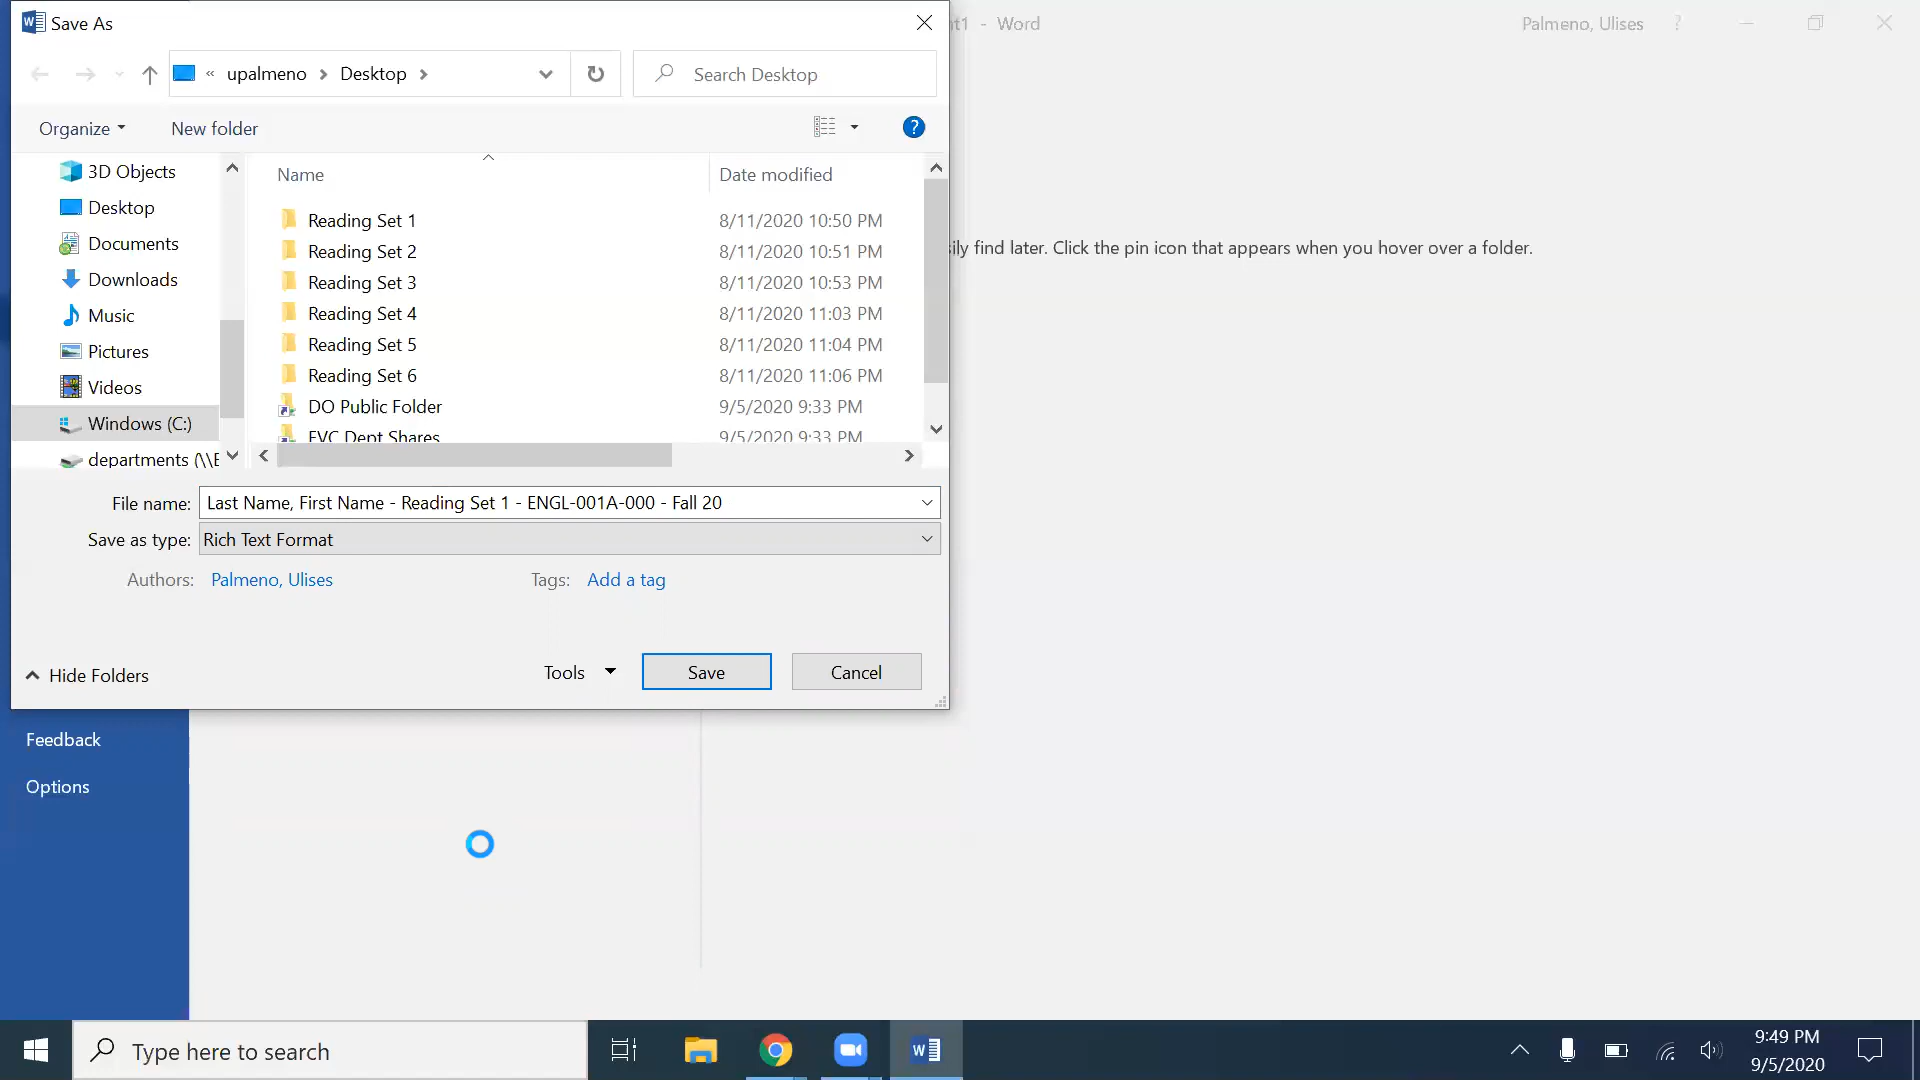 Save As
t1 - Word
Palmeno, Ulises
?
« upalmeno > Desktop >
Search Desktop
Organize
New folder
?
3D Objects
Desktop
Documents
Downloads
Music
Pictures
Videos
Windows (C:)
departments (\\E
Name
Date modified
Reading Set 1
8/11/2020 10:50 PM
Reading Set 2
8/11/2020 10:51 PM
Reading Set 3
8/11/2020 10:53 PM
Reading Set 4
8/11/2020 11:03 PM
Reading Set 5
8/11/2020 11:04 PM
Reading Set 6
8/11/2020 11:06 PM
DO Public Folder
9/5/2020 9:33 PM
EVC Dept Shares
9/5/2020 9:33 PM
ily find later. Click the pin icon that appears when you hover over a folder.
File name: Last Name, First Name - Reading Set 1 - ENGL-001A-000 - Fall 20
Save as type: Rich Text Format
Authors: Palmeno, Ulises
Tags: Add a tag
Hide Folders
Tools
Save
Cancel
Feedback
Options
Type here to search
9:49 PM
9/5/2020